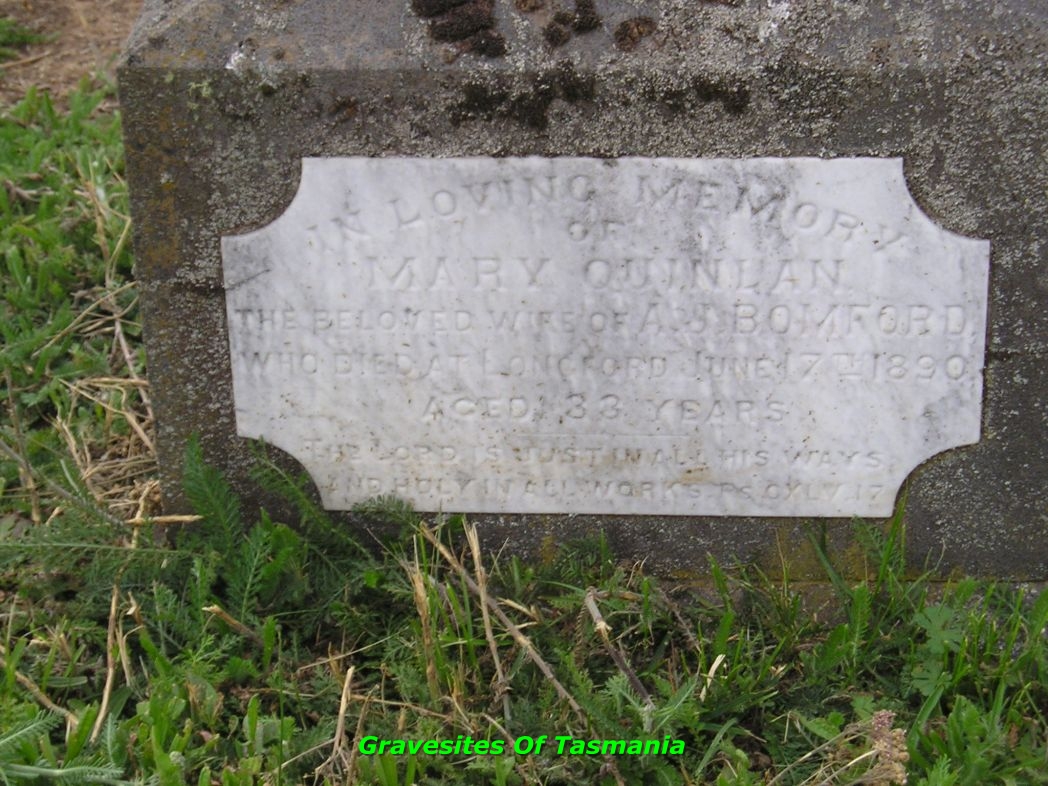 IN LOVING MEMORY
OF
MARY QUINLAN
THE BELOVED WIFE OF A. J. BOMFORD
WHO DIED AT LONGFORD JUNE 17TH 1890
AGED 33 YEARS
THE LORD IS JUST IN ALL HIS WAYS
AND HOLY IN ALL WORKS. PS. CXLV. 17
Gravesites Of Tasmania